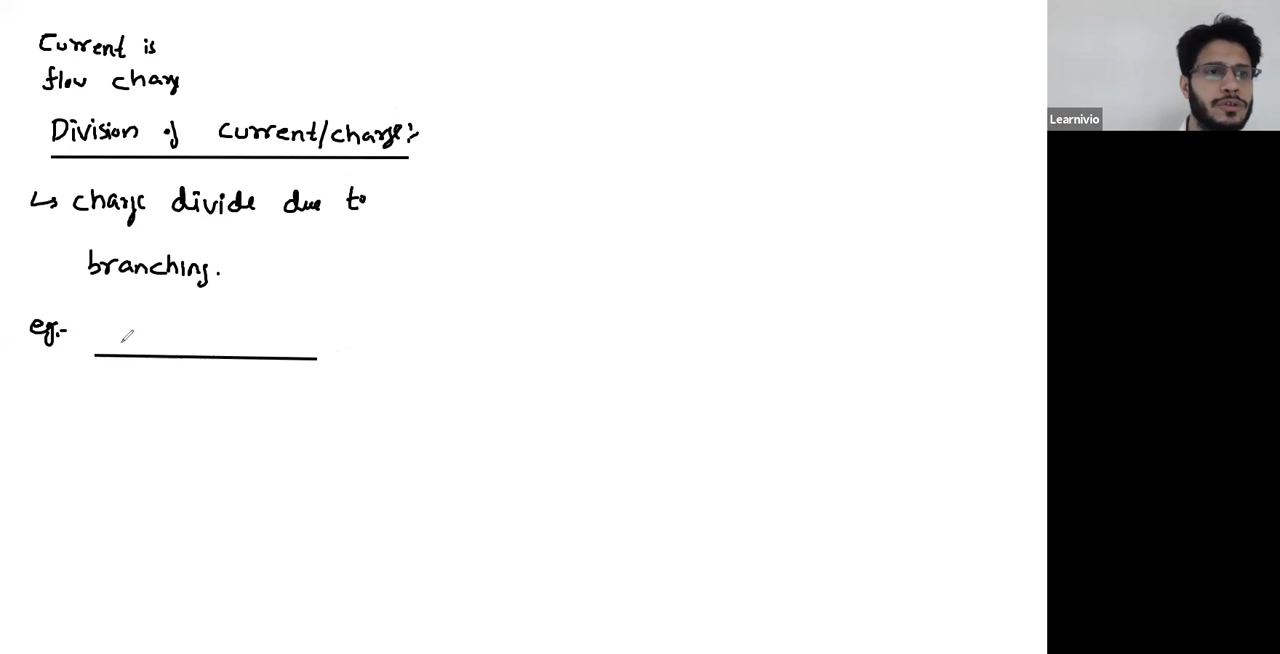 Current is
flow charg
Division of current/charge:-
↳ charge divide due to
branching.
eg.-
Learnivio